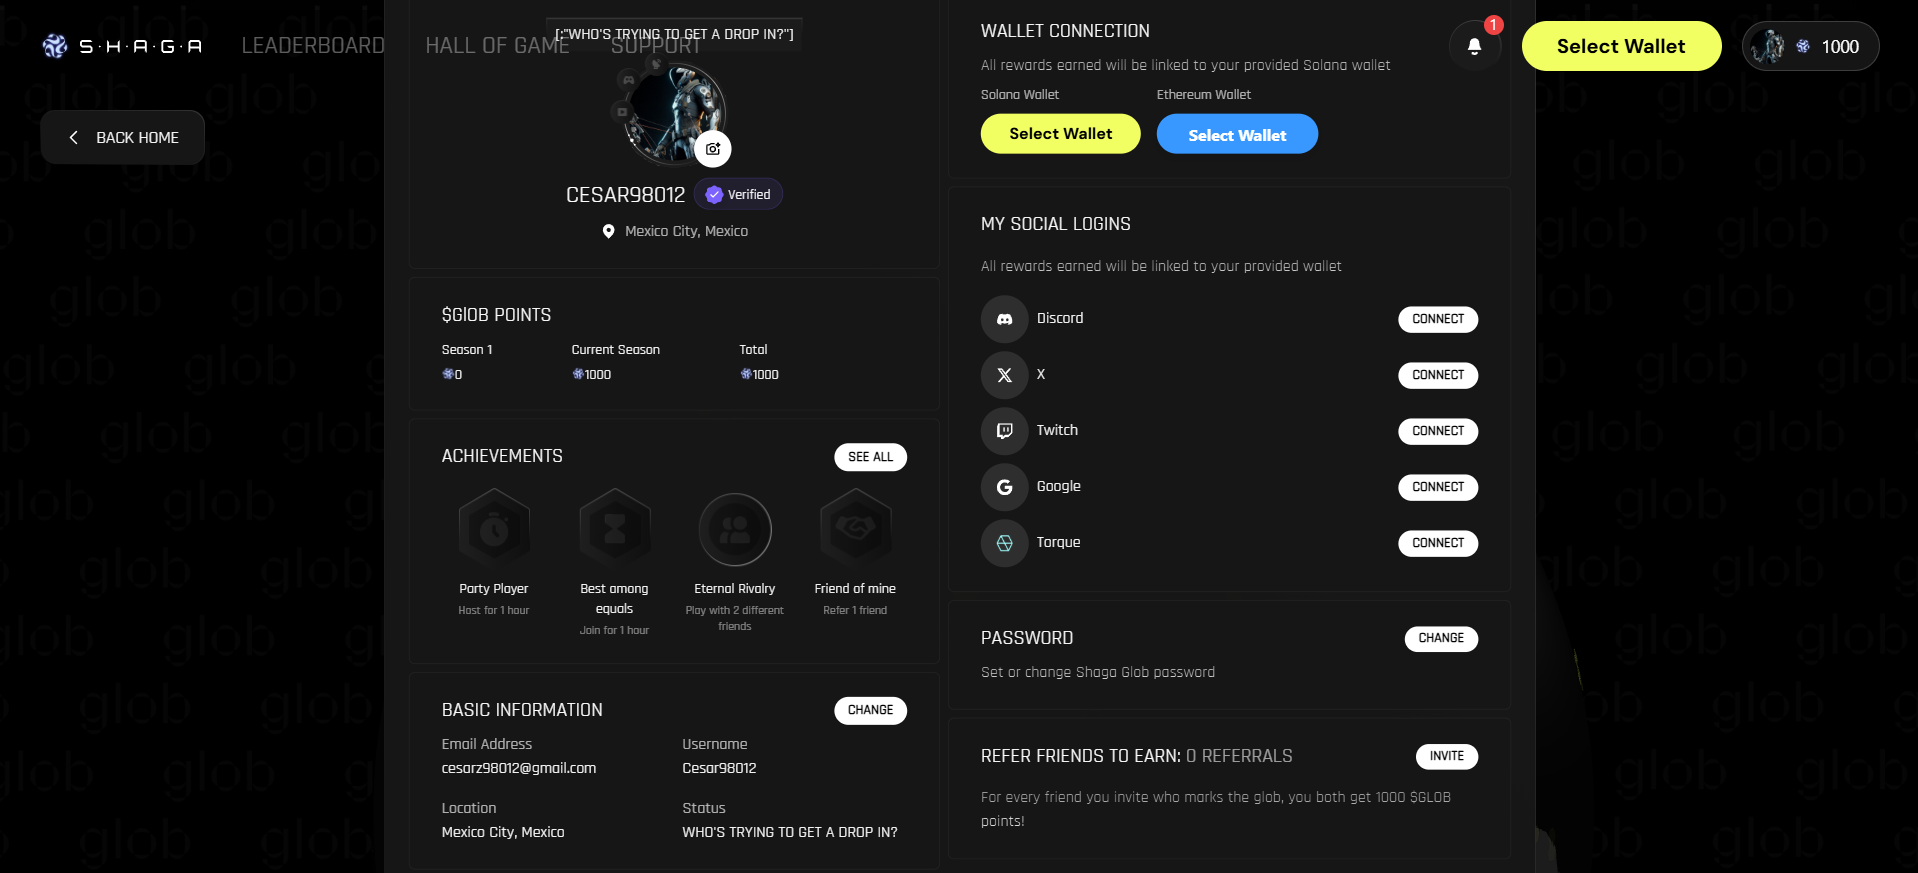 S·H·A·G·A
LEADERBOARD
HALL OF GAME
SUPPORT
[:"WHO'S TRYING TO GET A DROP IN?"]
1
Select Wallet
1000
BACK HOME
CESAR98012
Verified
Mexico City, Mexico
$GlOB POINTS
Season 1
Current Season
Total
0
1000
1000
ACHIEVEMENTS
SEE ALL
Party Player
Host for 1 hour
Best among
equals
Join for 1 hour
Eternal Rivalry
Play with 2 different
friends
Friend of mine
Refer 1 friend
BASIC INFORMATION
CHANGE
Email Address
cesarz98012@gmail.com
Username
Cesar98012
Location
Mexico City, Mexico
Status
WHO'S TRYING TO GET A DROP IN?
WALLET CONNECTION
All rewards earned will be linked to your provided Solana wallet
Solana Wallet
Ethereum Wallet
Select Wallet
Select Wallet
MY SOCIAL LOGINS
All rewards earned will be linked to your provided wallet
Discord
CONNECT
X
CONNECT
Twitch
CONNECT
Google
CONNECT
Torque
CONNECT
PASSWORD
CHANGE
Set or change Shaga Glob password
REFER FRIENDS TO EARN: 0 REFERRALS
INVITE
For every friend you invite who marks the glob, you both get 1000 $GLOB
points!